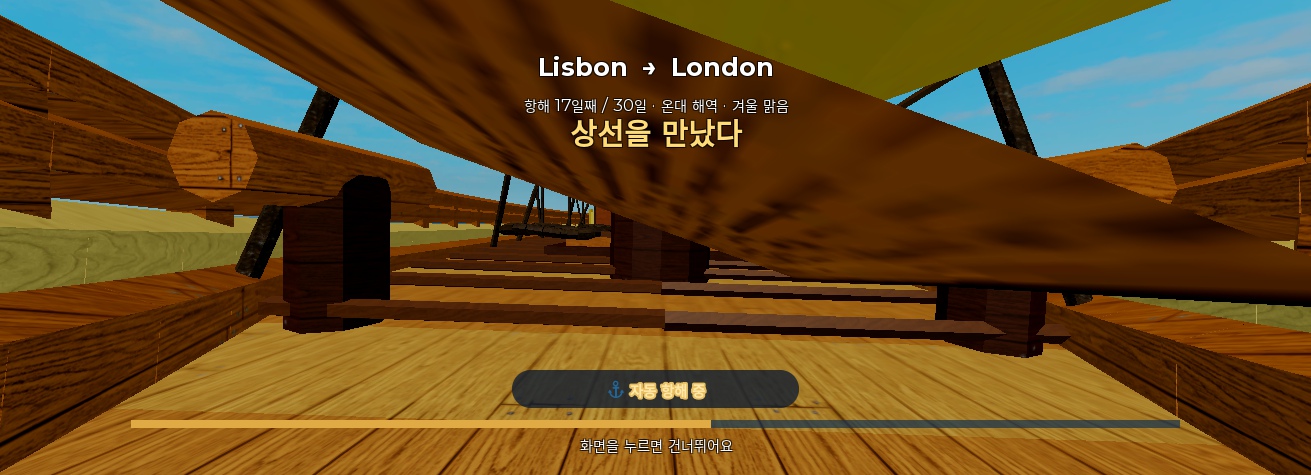 Lisbon → London
항해 17일째 / 30일 · 온대 해역 · 겨울 맑음
상선을 만났다
⚓ 자동 항해 중
화면을 누르면 건너뛰어요